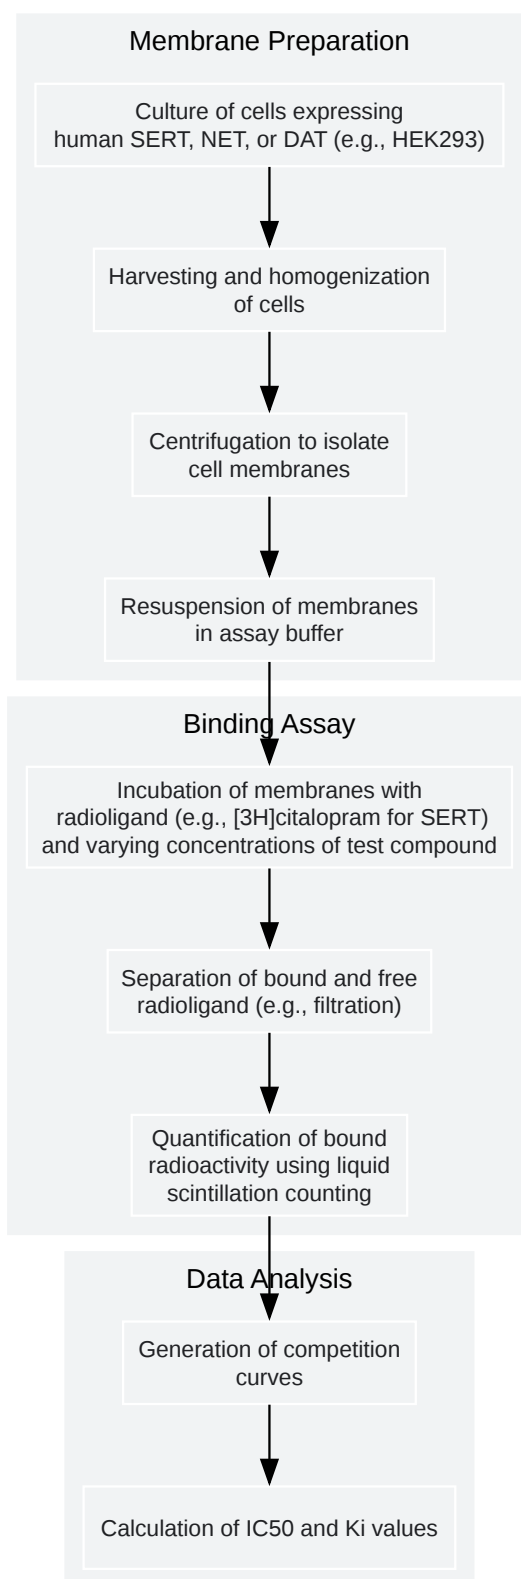 Membrane Preparation
Culture of cells expressing
human SERT, NET, or DAT (e.g., HEK293)
Harvesting and homogenization
of cells
Centrifugation to isolate
cell membranes
Resuspension of membranes
in assay buffer
Binding Assay
Incubation of membranes with
radioligand (e.g., [3H]citalopram for SERT)
and varying concentrations of test compound
Separation of bound and free
radioligand (e.g., filtration)
Quantification of bound
radioactivity using liquid
scintillation counting
Data Analysis
Generation of competition
curves
Calculation of IC50 and Ki values